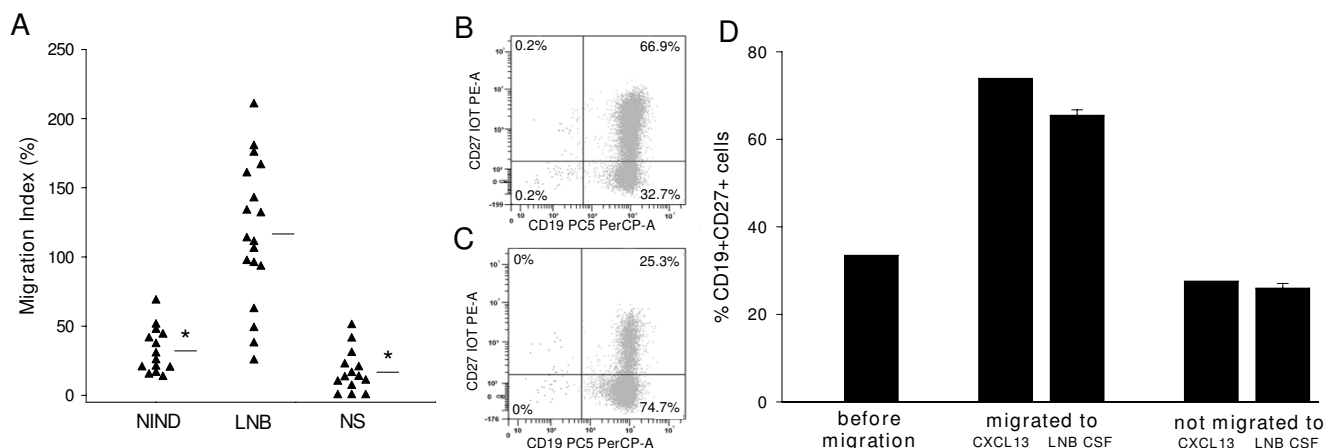 A
250
200
150
100
50
0
Migration Index (%)
*
*
NIND LNB NS
B
0.2% 66.9%
0.2% 32.7%
CD27 IOT PE-A
-199
CD19 PC5 PerCP-A
C
0% 25.3%
0% 74.7%
CD27 IOT PE-A
-176
CD19 PC5 PerCP-A
D
80
60
40
20
0
% CD19+CD27+ cells
before migration
migrated to
CXCL13 LNB CSF
not migrated to
CXCL13 LNB CSF